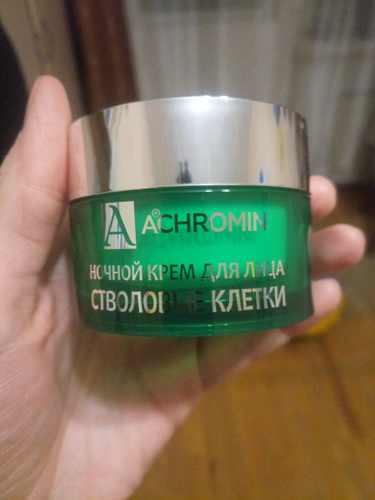 A ACHROMIN®
НОЧНОЙ КРЕМ ДЛЯ ЛИЦА
СТВОЛОВЫЕ КЛЕТКИ